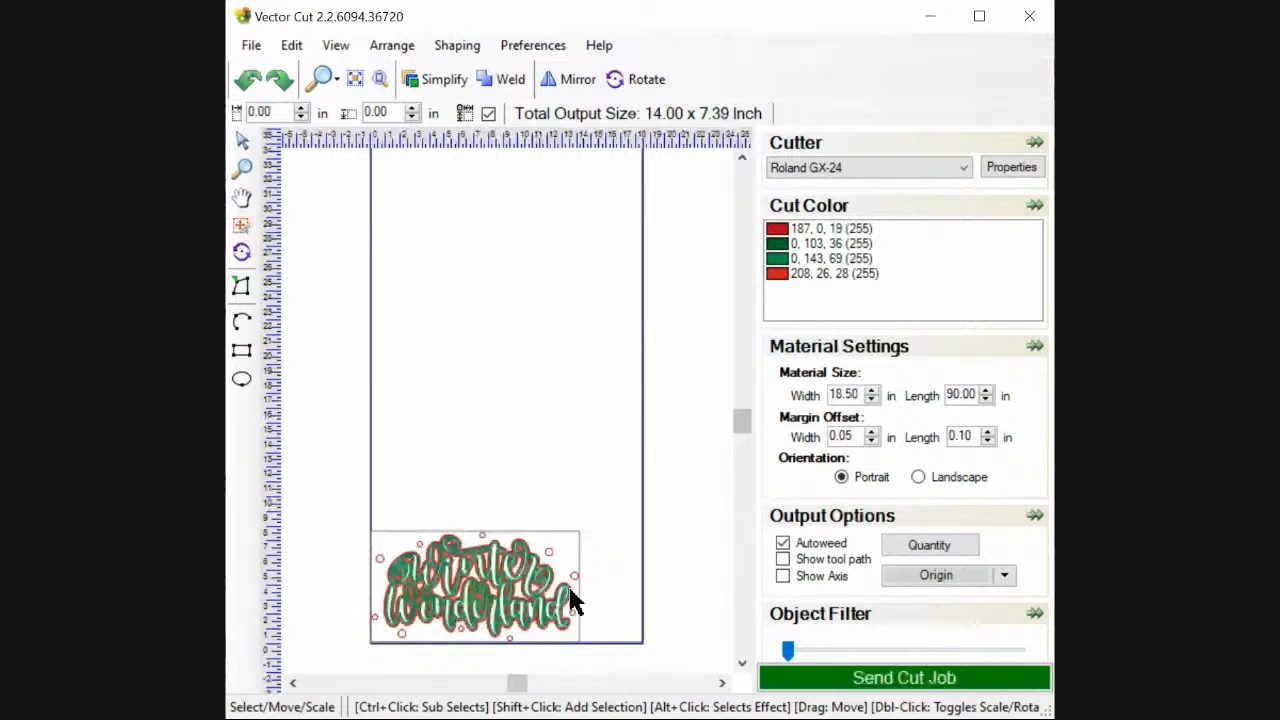 Vector Cut 2.2.6094.36720
File Edit View Arrange Shaping Preferences Help
Simplify Weld Mirror Rotate
0.00 in 0.00 in Total Output Size: 14.00 x 7.39 Inch
Cutter
Roland GX-24 Properties
Cut Color
187, 0, 19 (255)
0, 103, 36 (255)
0, 143, 69 (255)
208, 26, 28 (255)
Material Settings
Material Size:
Width 18.50 in Length 90.00 in
Margin Offset:
Width 0.05 in Length 0.10 in
Orientation:
Portrait Landscape
Output Options
Autoweed Quantity
Show tool path
Show Axis Origin
Object Filter
winter
wonderland
Send Cut Job
Select/Move/Scale [Ctrl+Click: Sub Selects] [Shift+Click: Add Selection] [Alt+Click: Selects Effect] [Drag: Move] [Dbl-Click: Toggles Scale/Rota